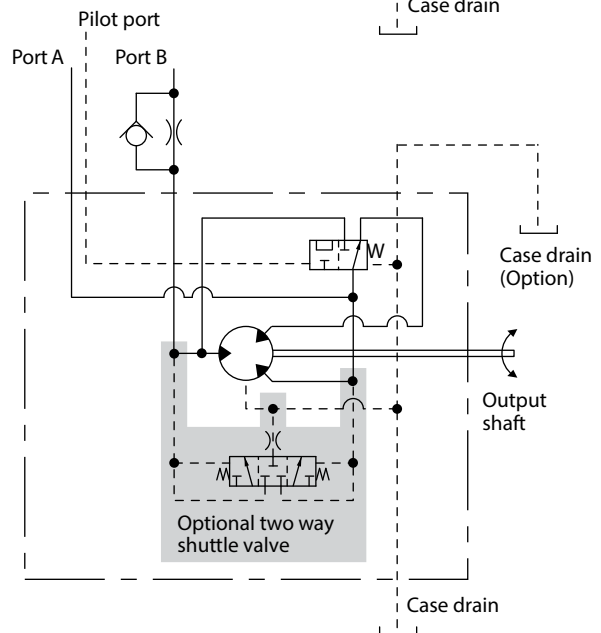 Case drain
Pilot port
Port A
Port B
Case drain
(Option)
Output
shaft
Optional two way
shuttle valve
Case drain